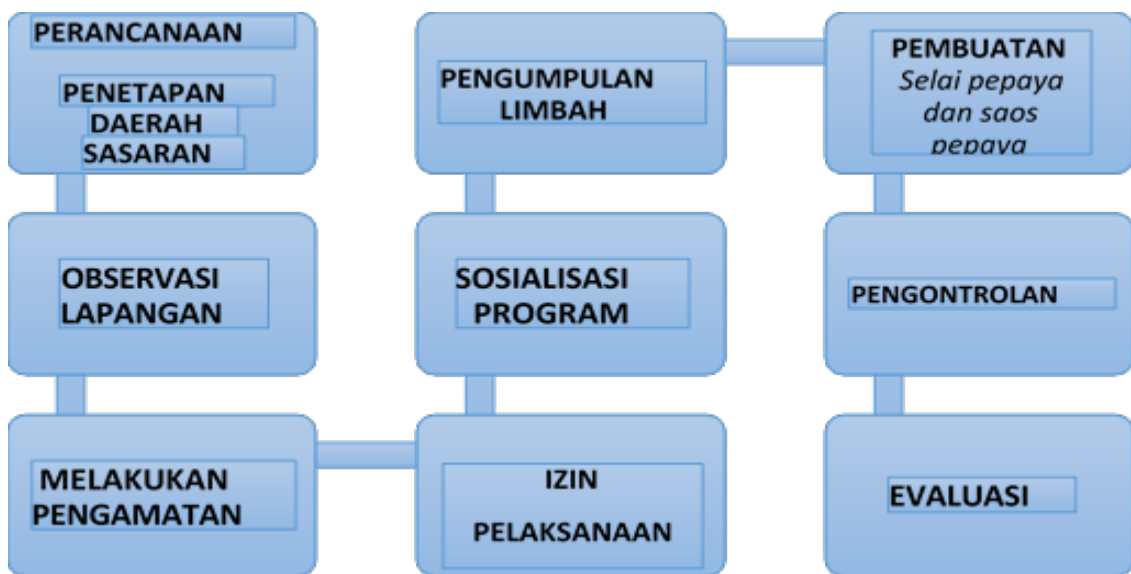 PERANCANAAN
PENETAPAN
DAERAH
SASARAN
OBSERVASI
LAPANGAN
MELAKUKAN
PENGAMATAN
IZIN
PELAKSANAAN
SOSIALISASI
PROGRAM
PENGUMPULAN
LIMBAH
PEMBUATAN
Selai pepaya
dan saos
pepaya
PENGONTROLAN
EVALUASI